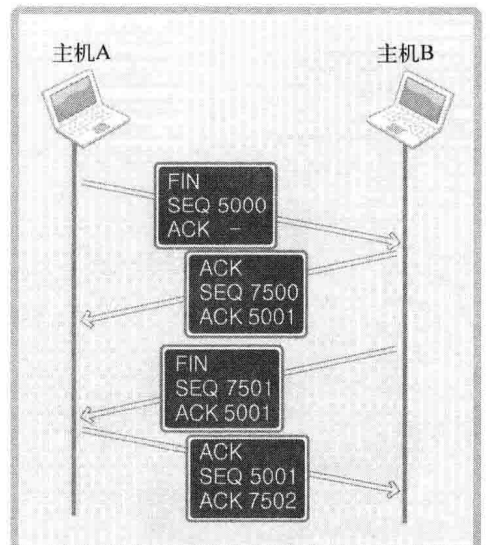 主机A
主机B
FIN
SEQ 5000
ACK -
ACK
SEQ 7500
ACK 5001
FIN
SEQ 7501
ACK 5001
ACK
SEQ 5001
ACK 7502